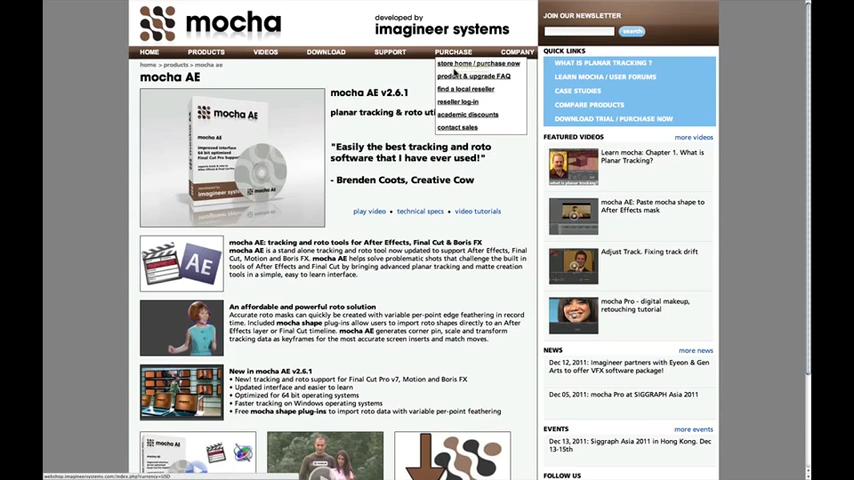 mocha
developed by
imagineer systems
HOME PRODUCTS VIDEOS DOWNLOAD SUPPORT PURCHASE COMPANY
store home / purchase now
product & upgrade FAQ
find a local reseller
reseller log-in
academic discounts
contact sales
home > products > mocha ae
mocha AE
mocha AE
mocha AE v2.6.1
planar tracking & roto uti
"Easily the best tracking and roto
software that I have ever used!"
- Brenden Coots, Creative Cow
play video • technical specs • video tutorials
AE
mocha AE: tracking and roto tools for After Effects, Final Cut & Boris FX
mocha AE is a stand alone tracking and roto tool now updated to support After Effects, Final
Cut, Motion and Boris FX. mocha AE helps solve problematic shots that challenge the built in
tools of After Effects and Final Cut by bringing advanced planar tracking and matte creation
tools in a simple, easy to learn interface.
An affordable and powerful roto solution
Accurate roto masks can quickly be created with variable per-point edge feathering in record
time. Included mocha shape plug-ins allow users to import roto shapes directly to an After
Effects layer or Final Cut timeline. mocha AE generates corner pin, scale and transform
tracking data as keyframes for the most accurate screen inserts and match moves.
New in mocha AE v2.6.1
• New! tracking and roto support for Final Cut Pro v7, Motion and Boris FX
• Updated interface and easier to learn
• Optimized for 64 bit operating systems
• Faster tracking on Windows operating systems
• Free mocha shape plug-ins to import roto data with variable per-point feathering
JOIN OUR NEWSLETTER
search
QUICK LINKS
WHAT IS PLANAR TRACKING ?
LEARN MOCHA / USER FORUMS
CASE STUDIES
COMPARE PRODUCTS
DOWNLOAD TRIAL / PURCHASE NOW
FEATURED VIDEOS more videos
what is planar tracking?
Learn mocha: Chapter 1. What is
Planar Tracking?
mocha AE: Paste mocha shape to
After Effects mask
Adjust Track. Fixing track drift
mocha Pro - digital makeup,
retouching tutorial
NEWS more news
Dec 12, 2011: Imagineer partners with Eyeon & Gen
Arts to offer VFX software package!
Dec 05, 2011: mocha Pro at SIGGRAPH Asia 2011
EVENTS more events
Dec 13, 2011: Siggraph Asia 2011 in Hong Kong. Dec
13-15th
FOLLOW US
webshop.imagineersystems.com/index.php?currency=USD